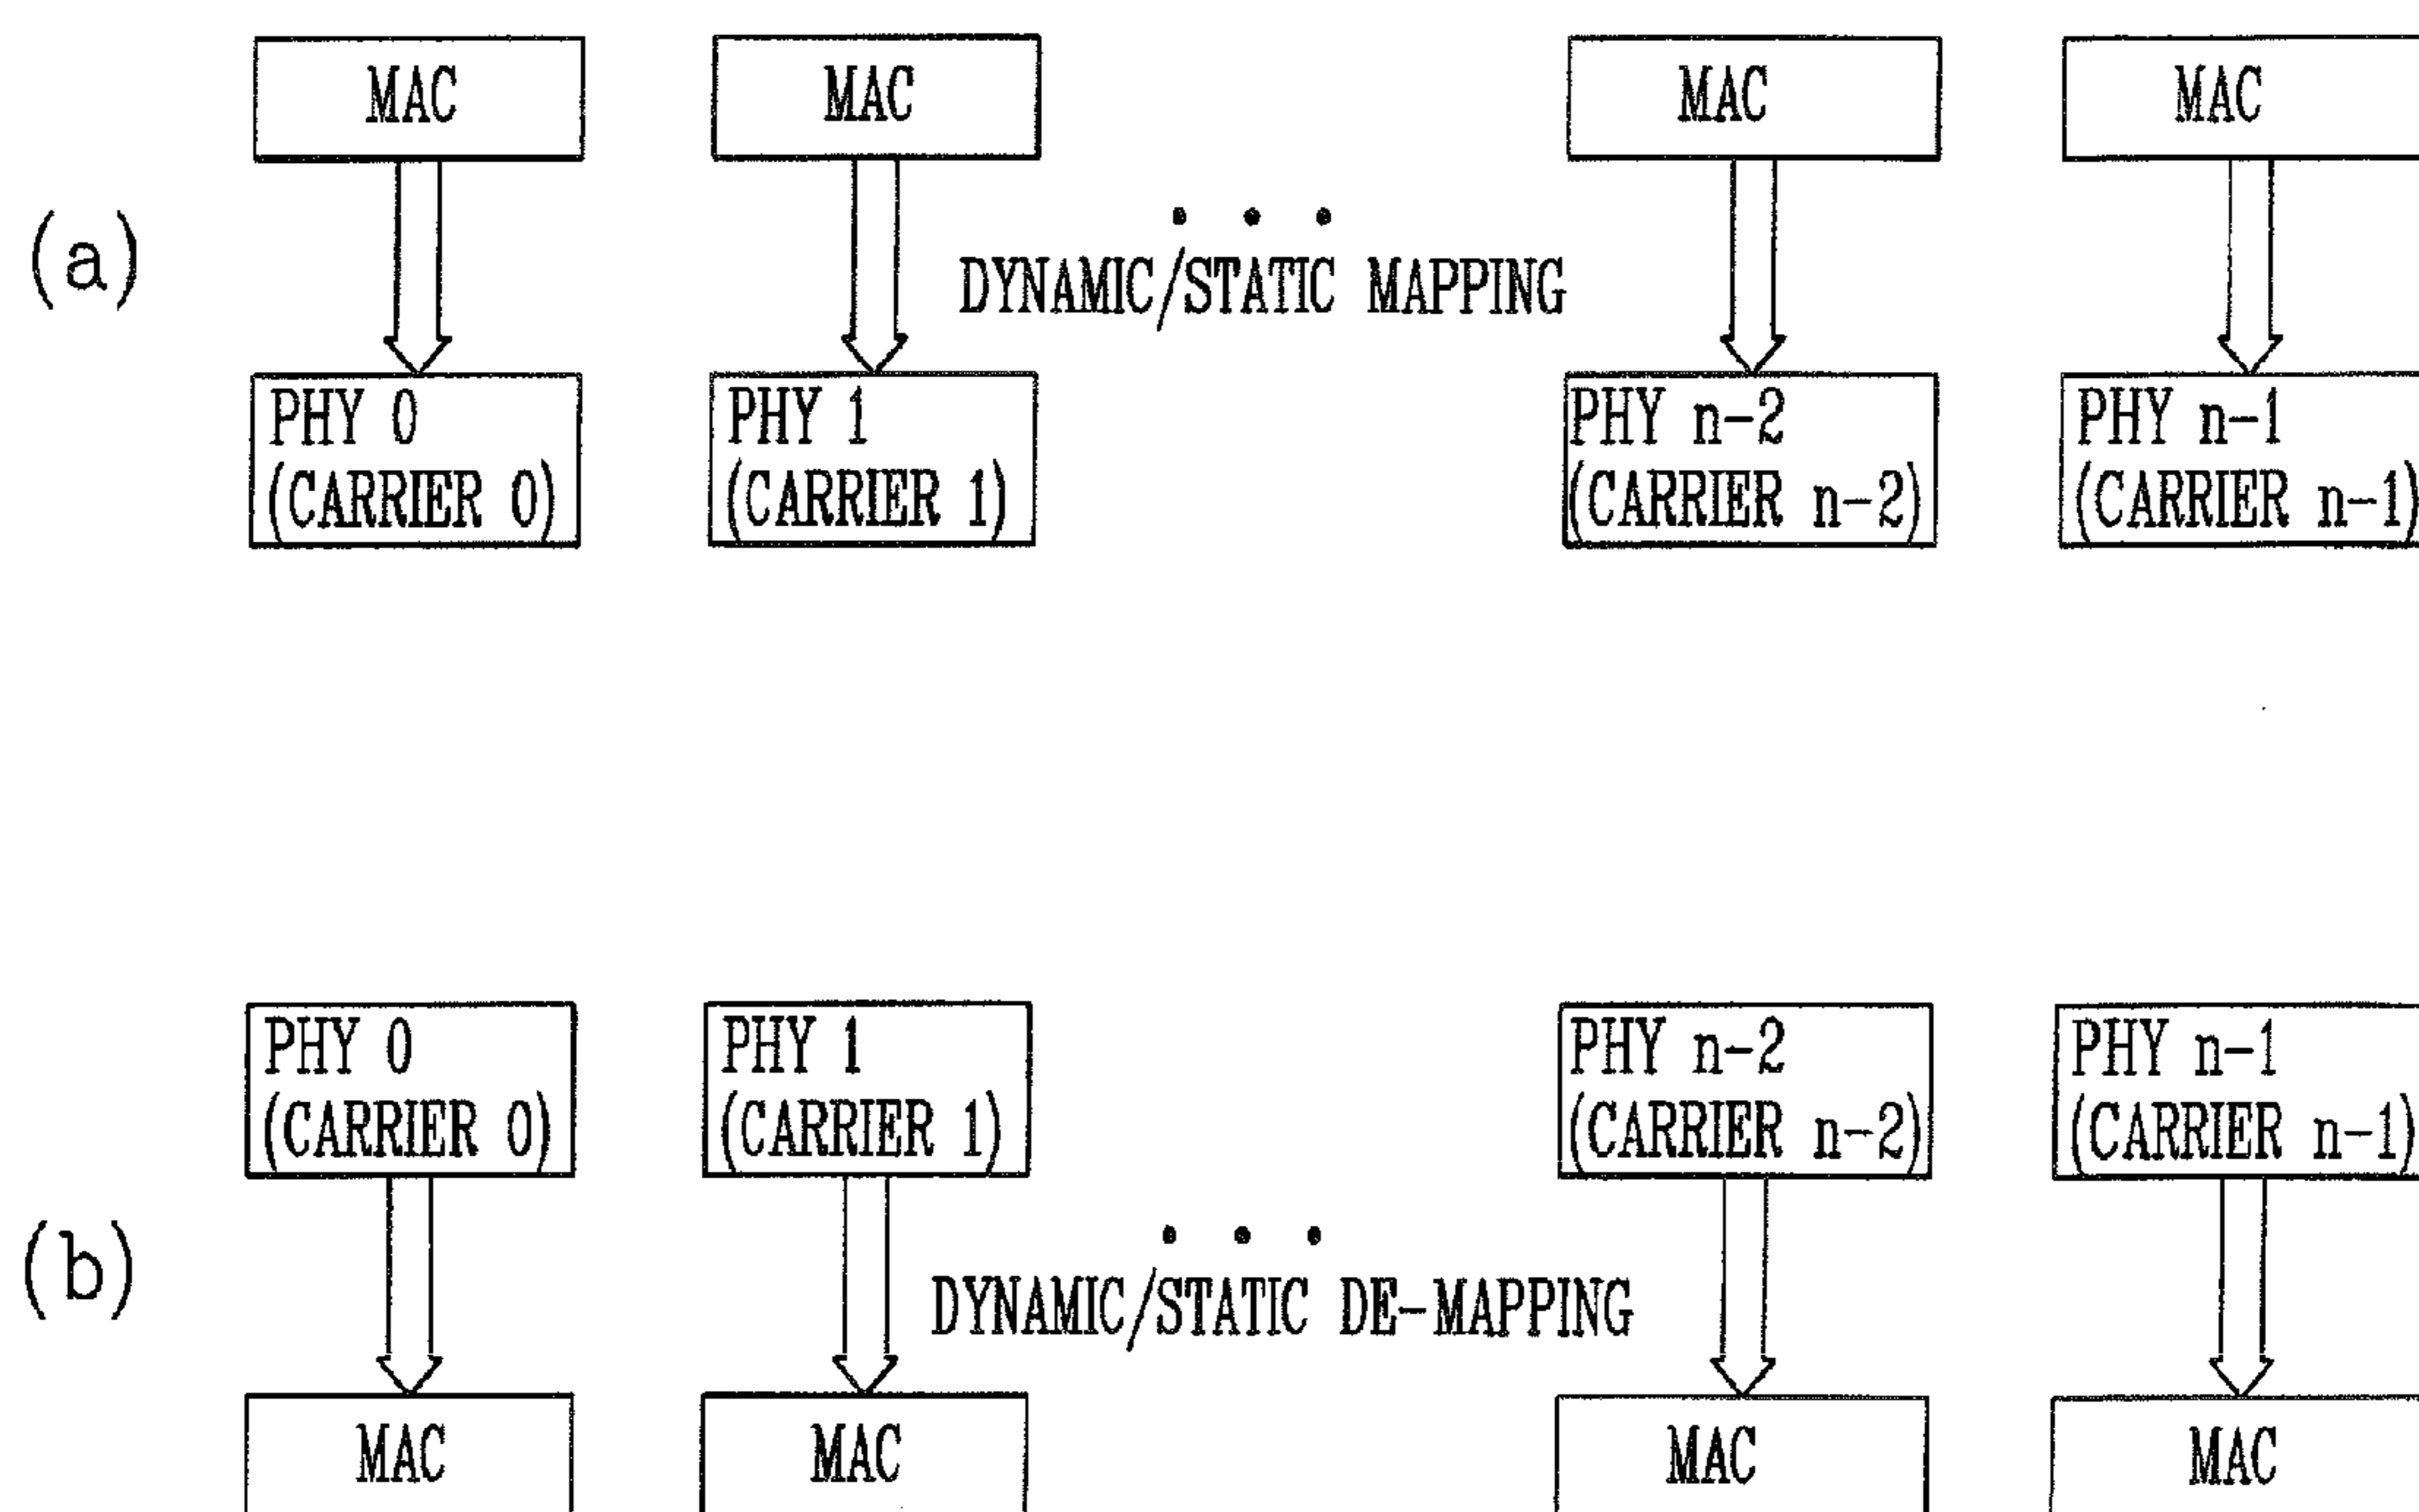 MAC MAC MAC MAC
(a)
DYNAMIC/STATIC MAPPING
PHY 0 PHY 1 PHY n-2 PHY n-1
(CARRIER 0) (CARRIER 1) (CARRIER n-2) (CARRIER n-1)
PHY 0 PHY 1 PHY n-2 PHY n-1
(CARRIER 0) (CARRIER 1) (CARRIER n-2) (CARRIER n-1)
(b)
DYNAMIC/STATIC DE-MAPPING
MAC MAC MAC MAC